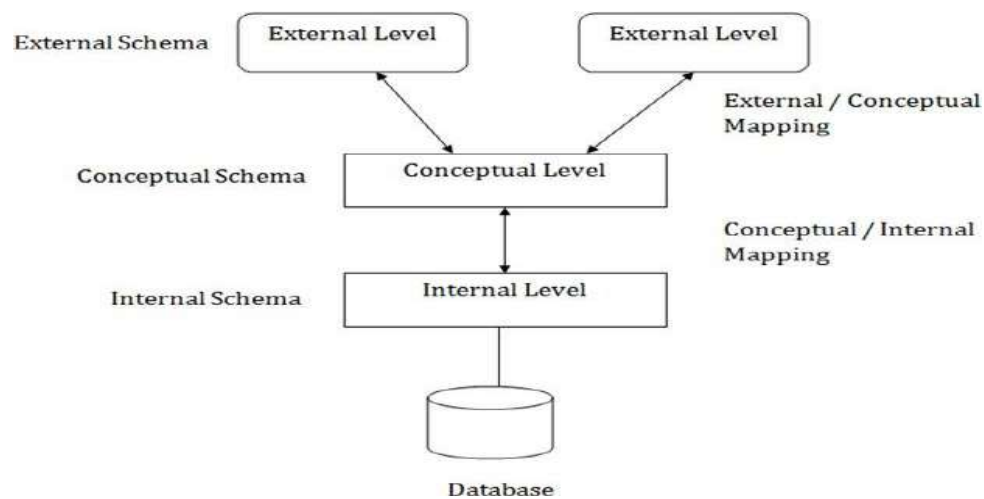 External Schema
External Level
External Level
External / Conceptual
Mapping
Conceptual Schema
Conceptual Level
Conceptual / Internal
Mapping
Internal Schema
Internal Level
Database